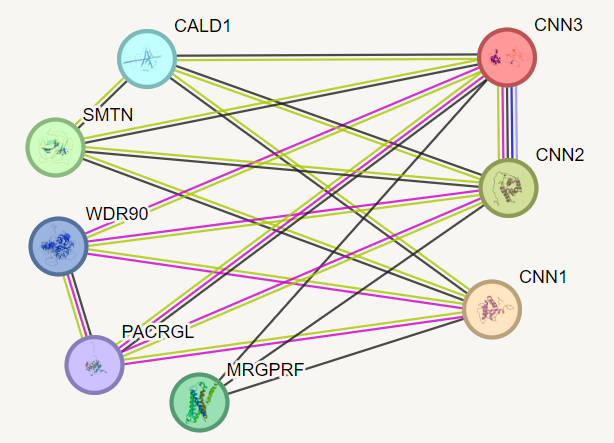 CALD1
CNN3
SMTN
CNN2
WDR90
CNN1
PACRGL
MRGPRF